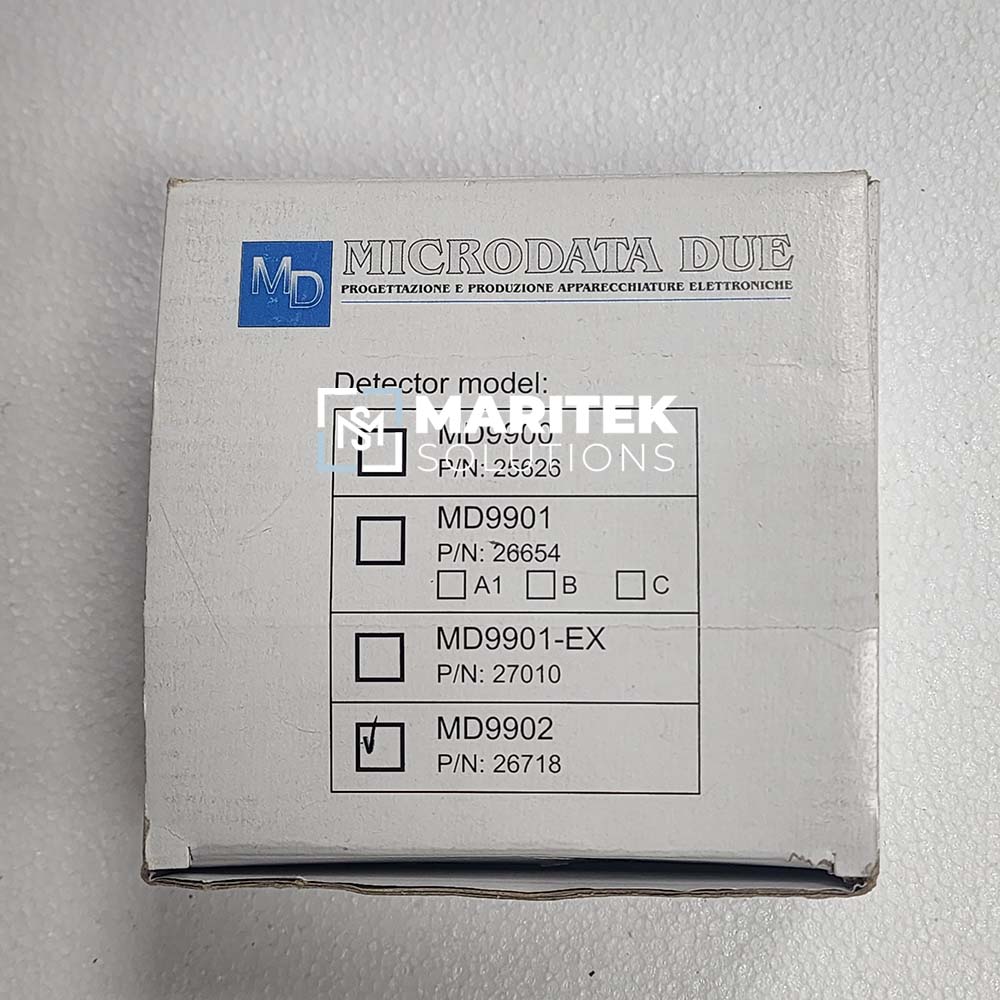 MD
MICRODATA DUE
PROGETTAZIONE E PRODUZIONE APPARECCHIATURE ELETTRONICHE
Detector model:
MARITEK
SOLUTIONS
MD9900
P/N: 25626
MD9901
P/N: 26654
A1 B C
MD9901-EX
P/N: 27010
MD9902
P/N: 26718